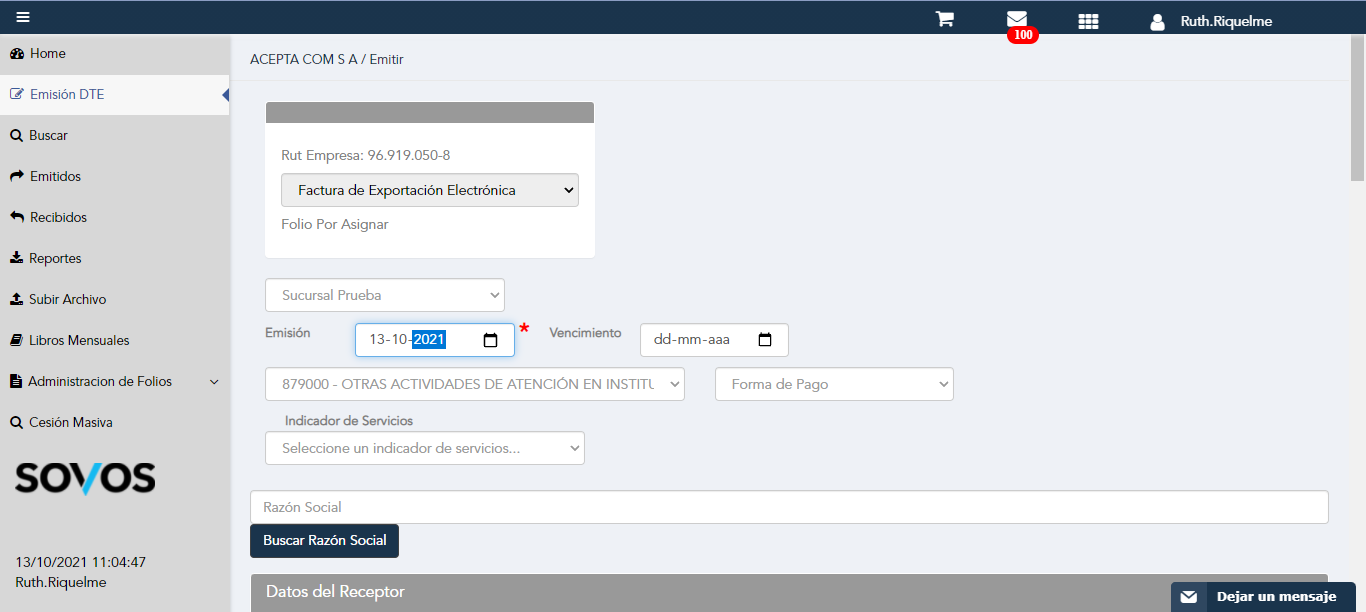 Ruth.Riquelme
100
Home
Emisión DTE
Buscar
Emitidos
Recibidos
Reportes
Subir Archivo
Libros Mensuales
Administracion de Folios
Cesión Masiva
SOVOS
13/10/2021 11:04:47
Ruth.Riquelme
ACEPTA COM S A / Emitir
Rut Empresa: 96.919.050-8
Factura de Exportación Electrónica
Folio Por Asignar
Sucursal Prueba
Emisión 13-10-2021 * Vencimiento dd-mm-aaa
879000 - OTRAS ACTIVIDADES DE ATENCIÓN EN INSTITU Forma de Pago
Indicador de Servicios
Seleccione un indicador de servicios...
Razón Social
Buscar Razón Social
Datos del Receptor
Dejar un mensaje